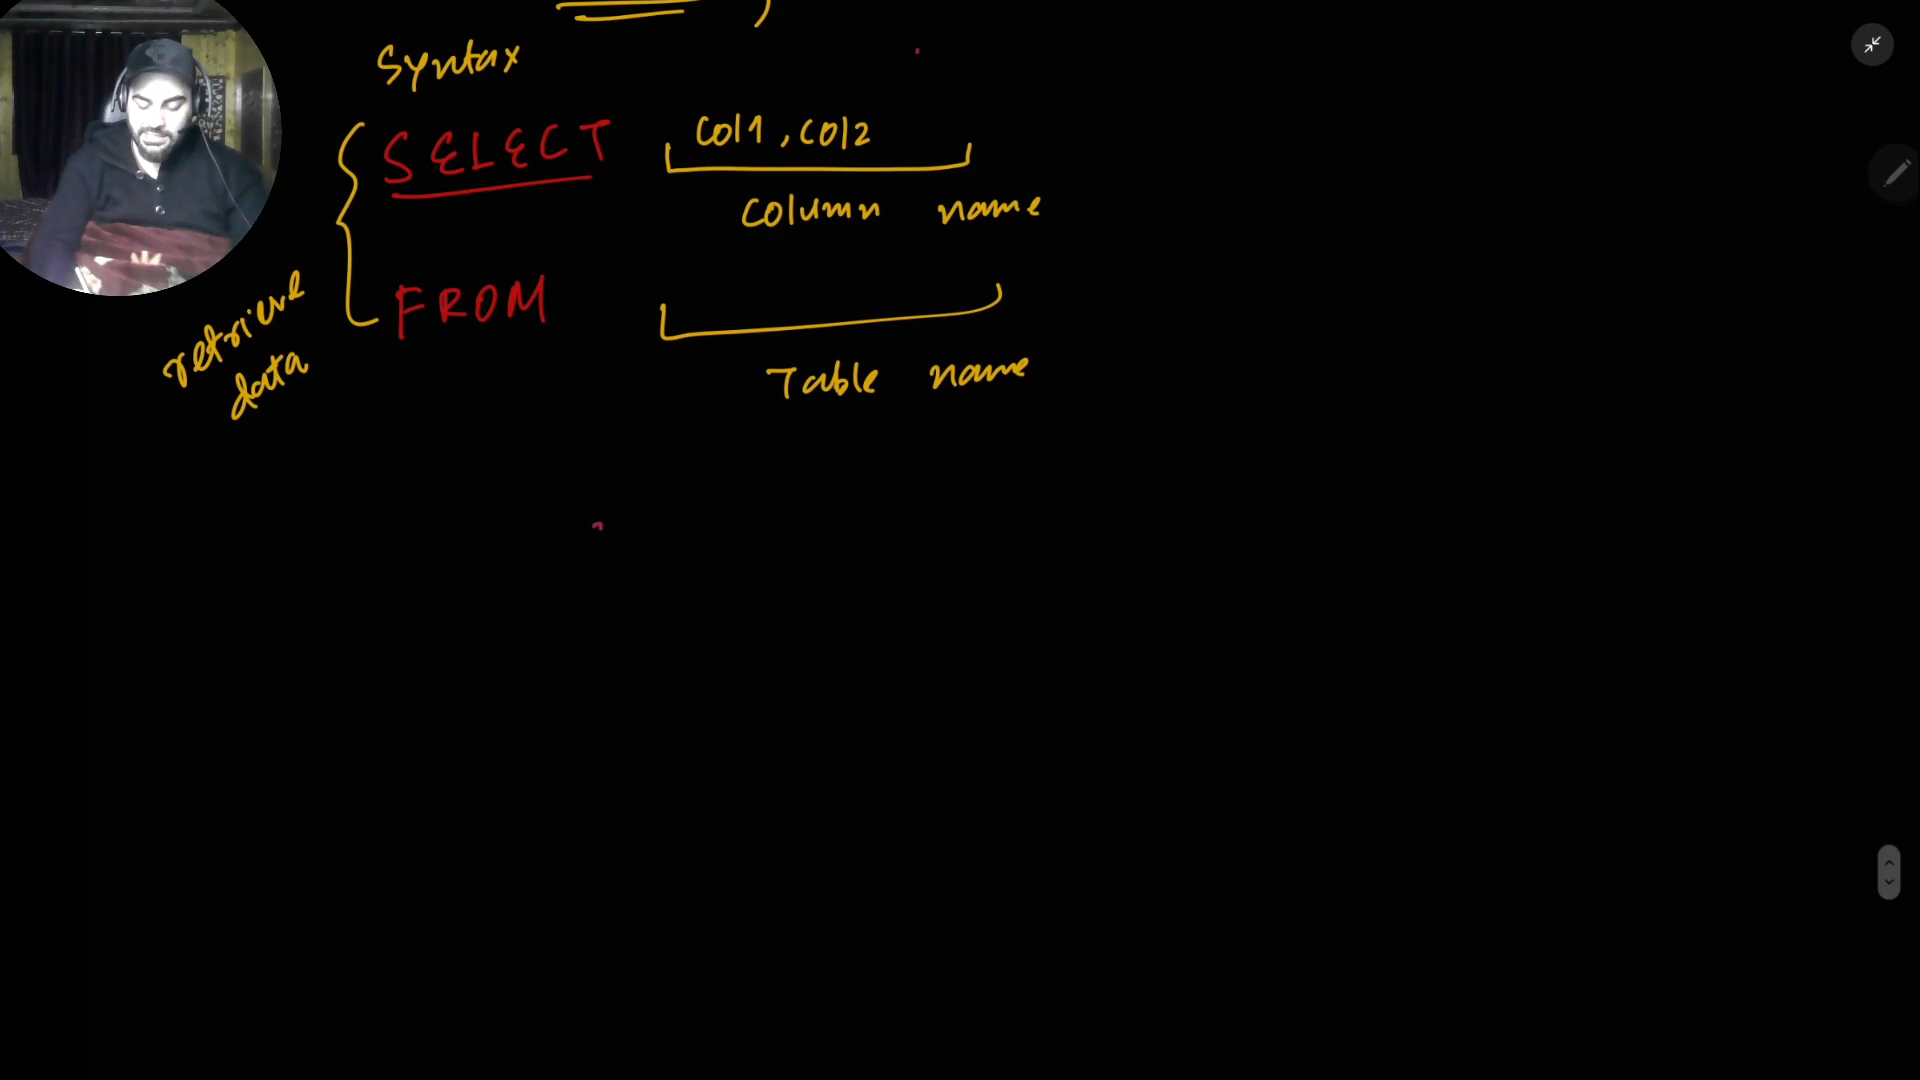 Syntax
SELECT col1, col2
column name
FROM
Table name
retrieve
data